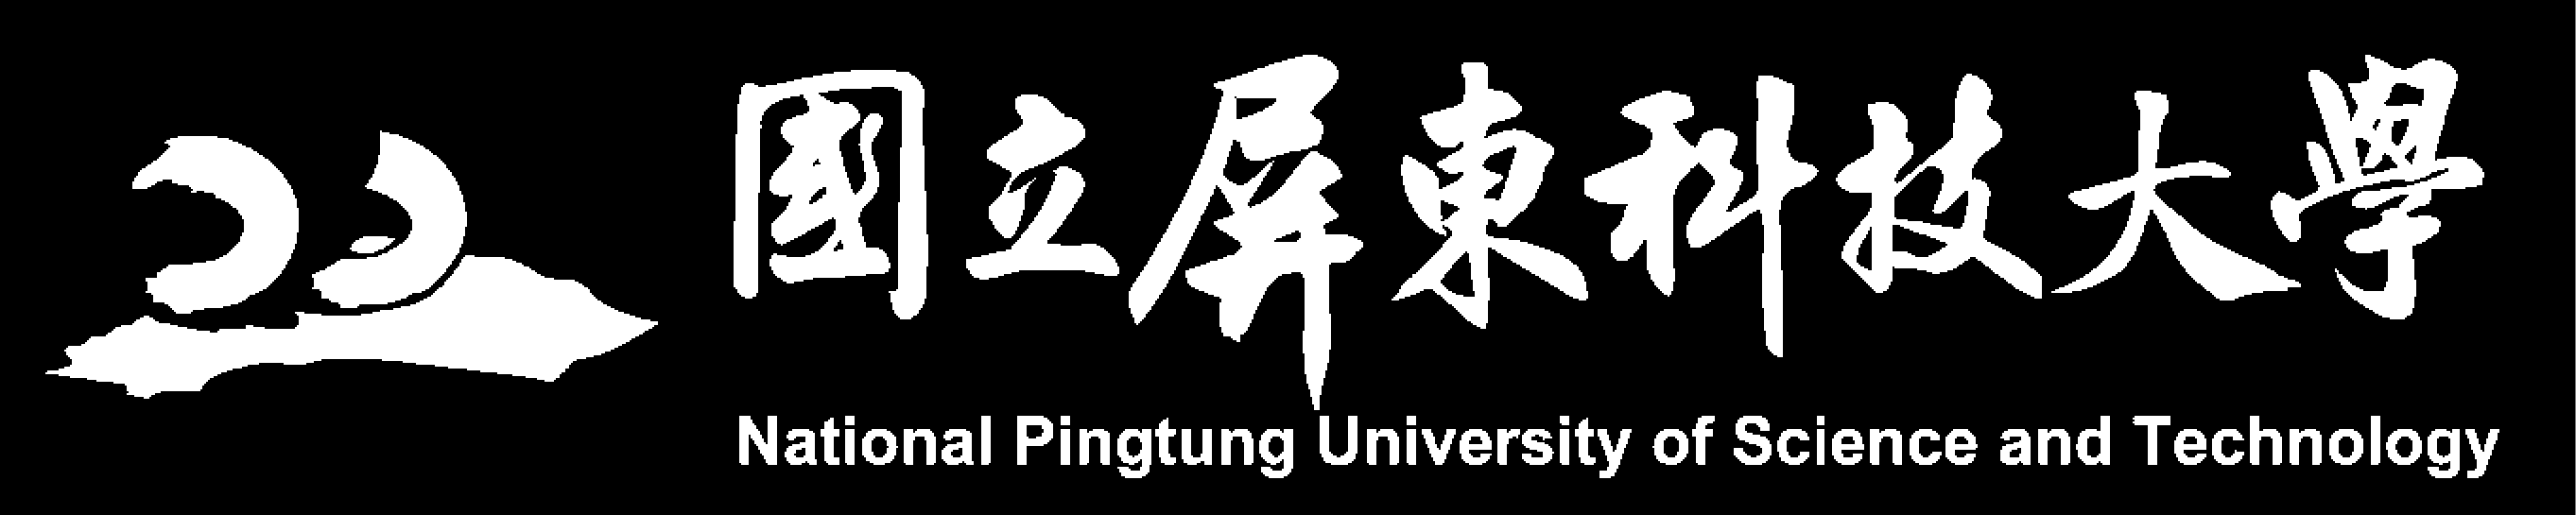 國立屏東科技大學
National Pingtung University of Science and Technology